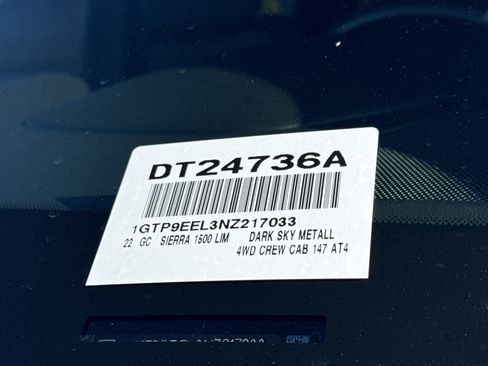 DT24736A
1GTP9EEL3NZ217033
22 GC SIERRA 1500 LIM DARK SKY METALL
4WD CREW CAB 147 AT4